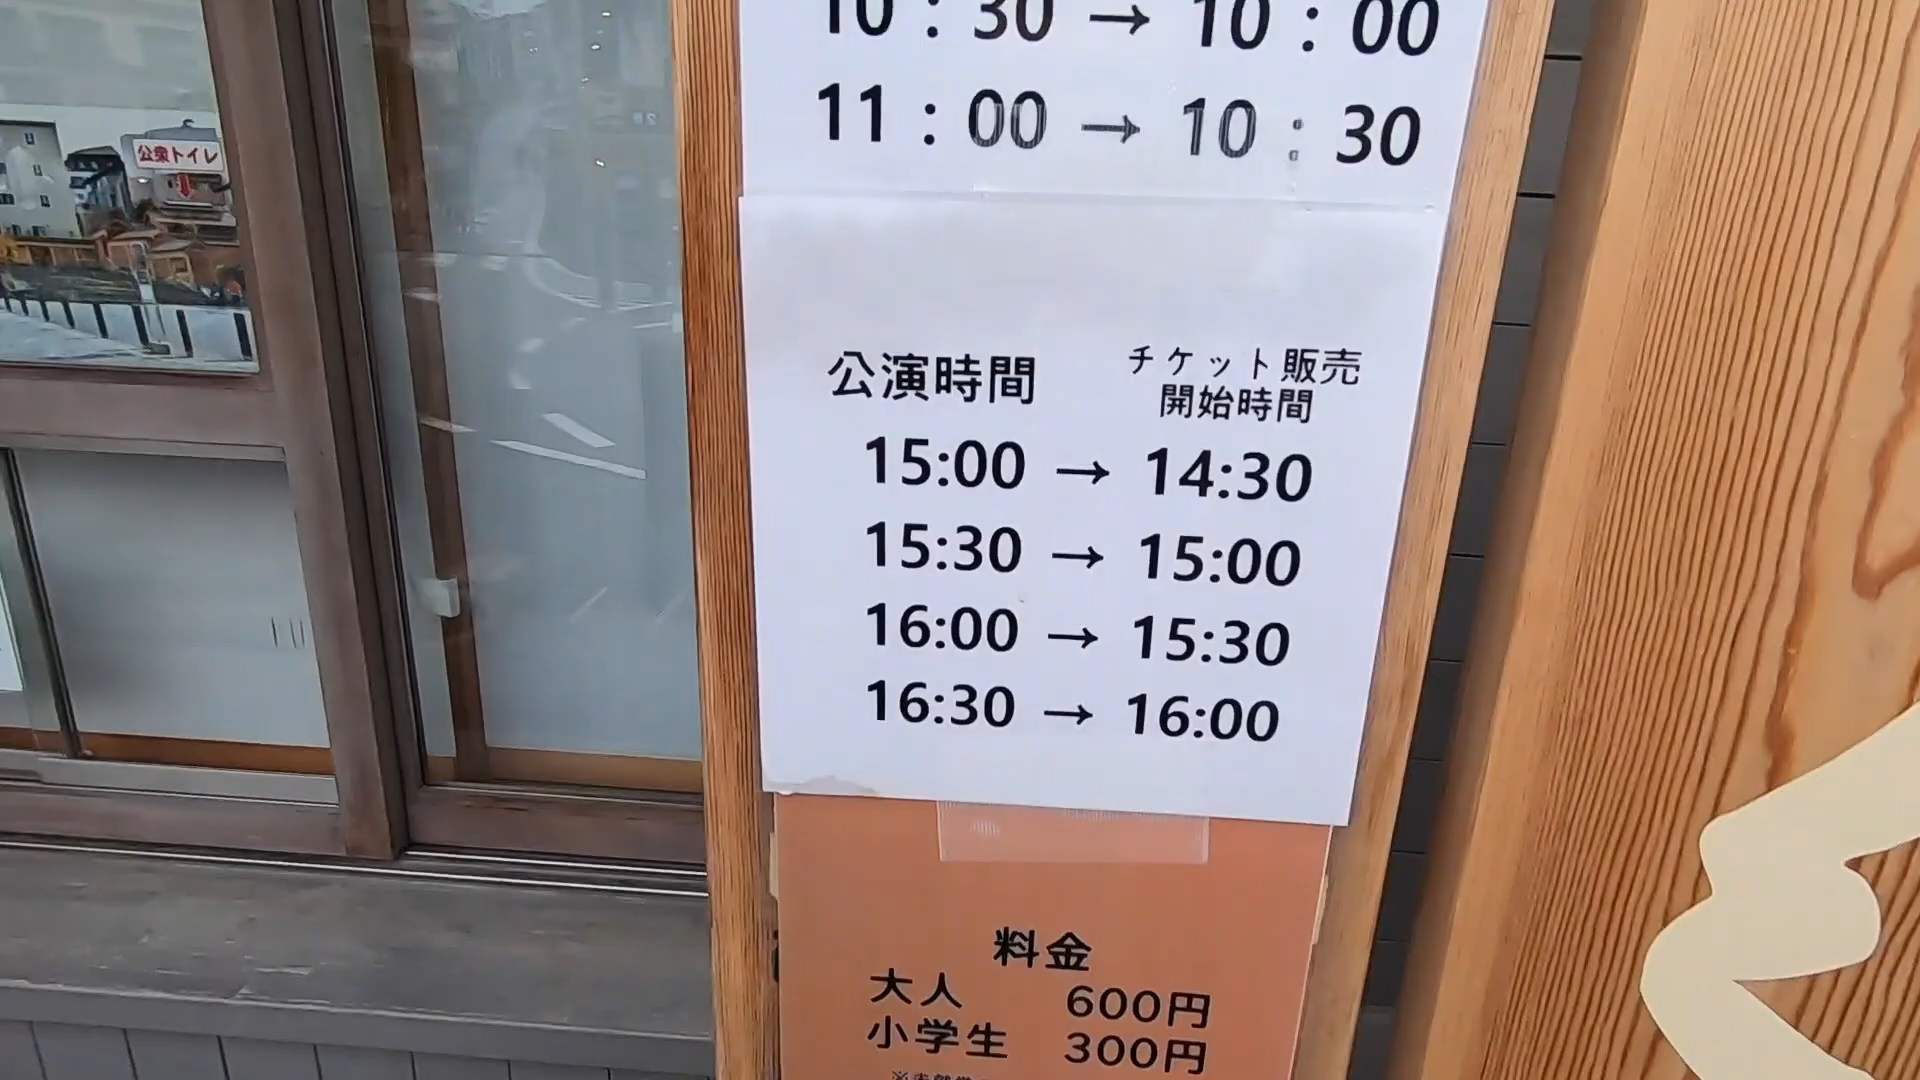 10：30 → 10：00
11：00 → 10：30
公衆トイレ
公演時間
チケット販売
開始時間
15:00 → 14:30
15:30 → 15:00
16:00 → 15:30
16:30 → 16:00
料金
大人 600円
小学生 300円